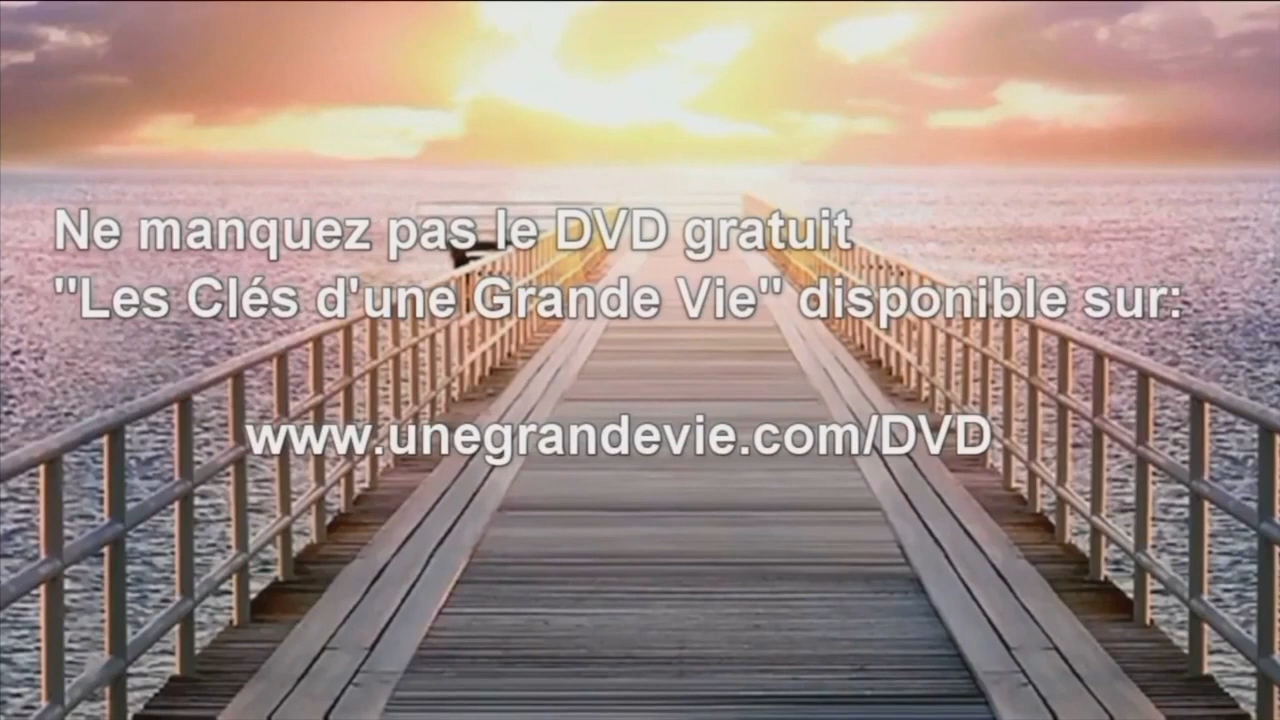 Ne manquez pas le DVD gratuit
"Les Clés d'une Grande Vie" disponible sur:
www.unegrandevie.com/DVD